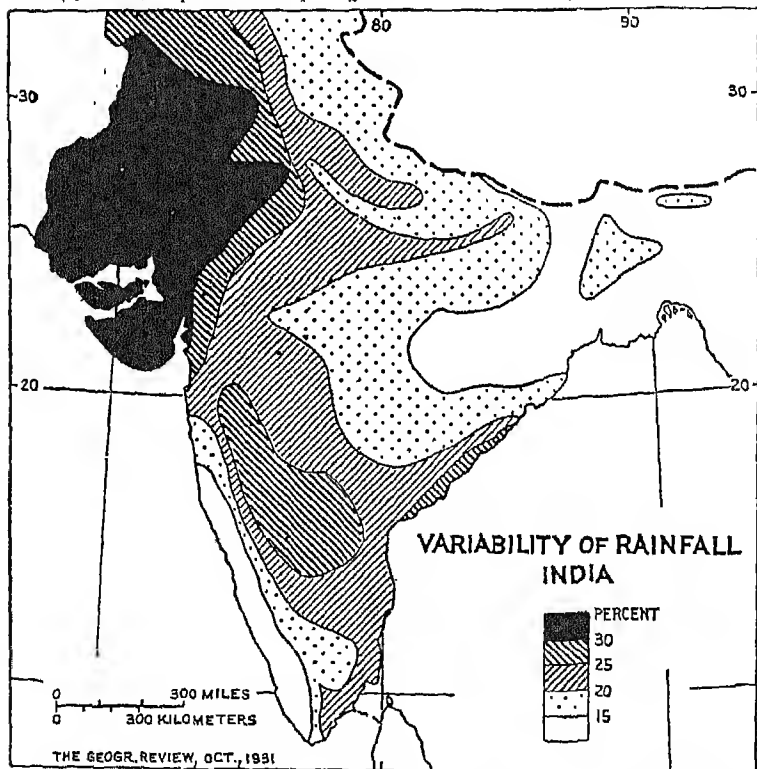 80 90
30 30
20 20
VARIABILITY OF RAINFALL
INDIA
PERCENT
30
25
20
15
0 300 MILES
0 300 KILOMETERS
THE GEOGR. REVIEW, OCT., 1931